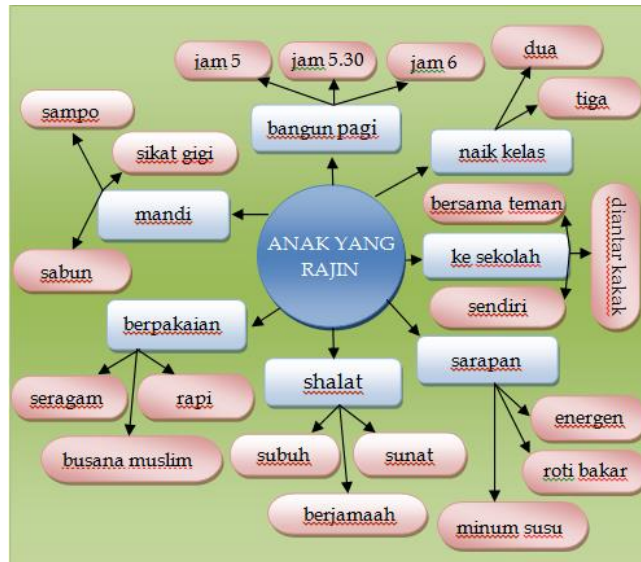 jam 5
jam 5.30
jam 6
bangun pagi
dua
tiga
naik kelas
sampo
sikat gigi
mandi
sabun
ANAK YANG
RAJIN
bersama teman
ke sekolah
diantar kakak
sendiri
berpakaian
seragam
rapi
busana muslim
shalat
subuh
sunat
berjamaah
sarapan
energen
roti bakar
minum susu